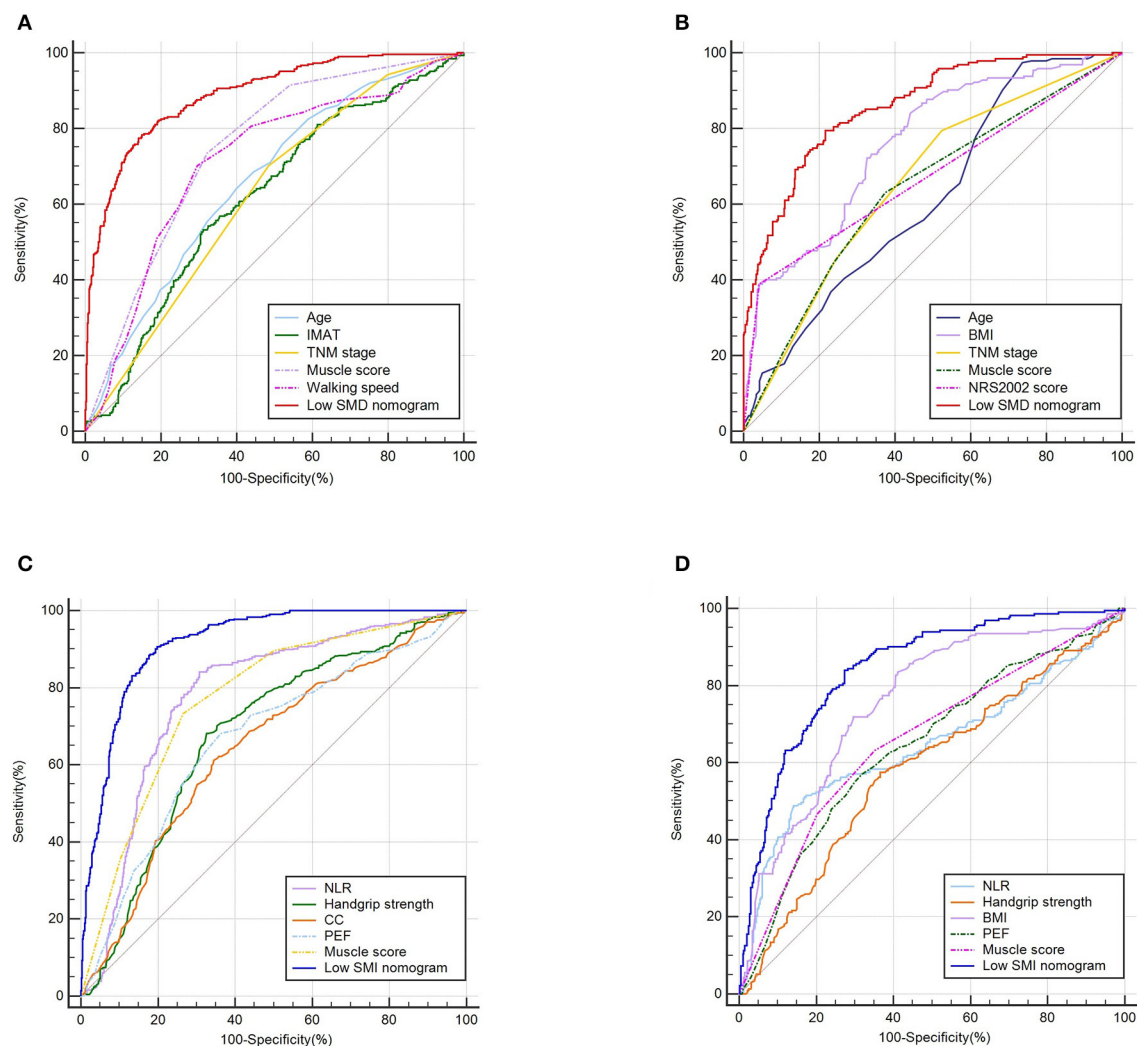 A
100
80
60
40
20
0
Sensitivity(%)
Age
IMAT
TNM stage
Muscle score
Walking speed
Low SMD nomogram
0 20 40 60 80 100
100-Specificity(%)
B
100
80
60
40
20
0
Sensitivity(%)
Age
BMI
TNM stage
Muscle score
NRS2002 score
Low SMD nomogram
0 20 40 60 80 100
100-Specificity(%)
C
100
80
60
40
20
0
Sensitivity(%)
NLR
Handgrip strength
CC
PEF
Muscle score
Low SMI nomogram
0 20 40 60 80 100
100-Specificity(%)
D
100
80
60
40
20
0
Sensitivity(%)
NLR
Handgrip strength
BMI
PEF
Muscle score
Low SMI nomogram
0 20 40 60 80 100
100-Specificity(%)